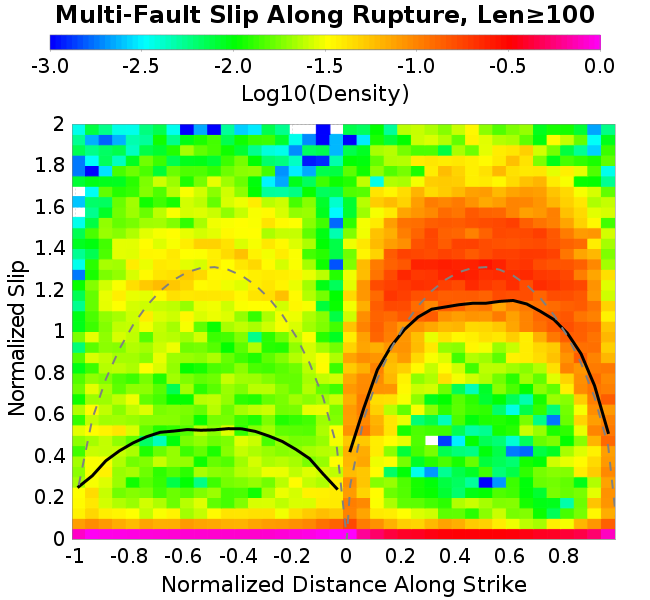 Multi-Fault Slip Along Rupture, Len≥100
-3.0 -2.5 -2.0 -1.5 -1.0 -0.5 0.0
Log10(Density)
2
1.8
1.6
1.4
1.2
1
0.8
0.6
0.4
0.2
0
Normalized Slip
-1 -0.8 -0.6 -0.4 -0.2 0 0.2 0.4 0.6 0.8
Normalized Distance Along Strike